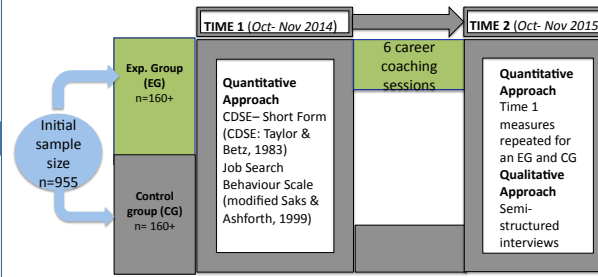 TIME 1 (Oct- Nov 2014)
TIME 2 (Oct- Nov 2015
Initial
sample
size
n=955
Exp. Group
(EG)
n=160+
Control
group (CG)
n= 160+
Quantitative
Approach
CDSE– Short Form
(CDSE: Taylor &
Betz, 1983)
Job Search
Behaviour Scale
(modified Saks &
Ashforth, 1999)
6 career
coaching
sessions
Quantitative
Approach
Time 1
measures
repeated for
an EG and CG
Qualitative
Approach
Semi-
structured
interviews